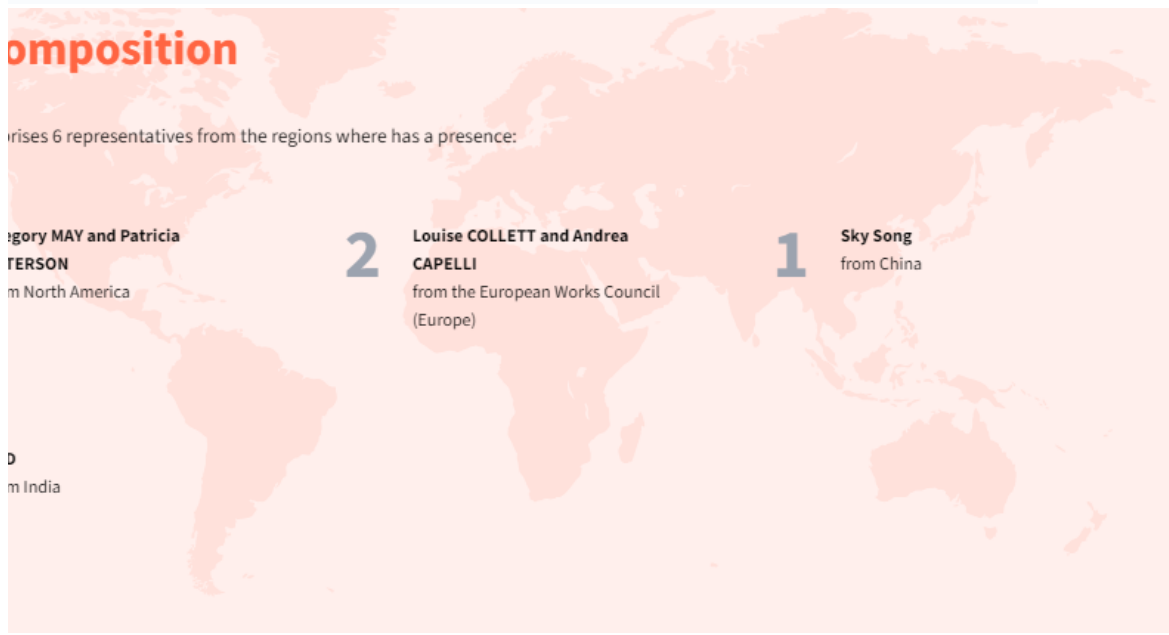 omposition
prises 6 representatives from the regions where has a presence:
egory MAY and Patricia
TERSON
m North America
2
Louise COLLETT and Andrea
CAPELLI
from the European Works Council
(Europe)
1
Sky Song
from China
D
m India